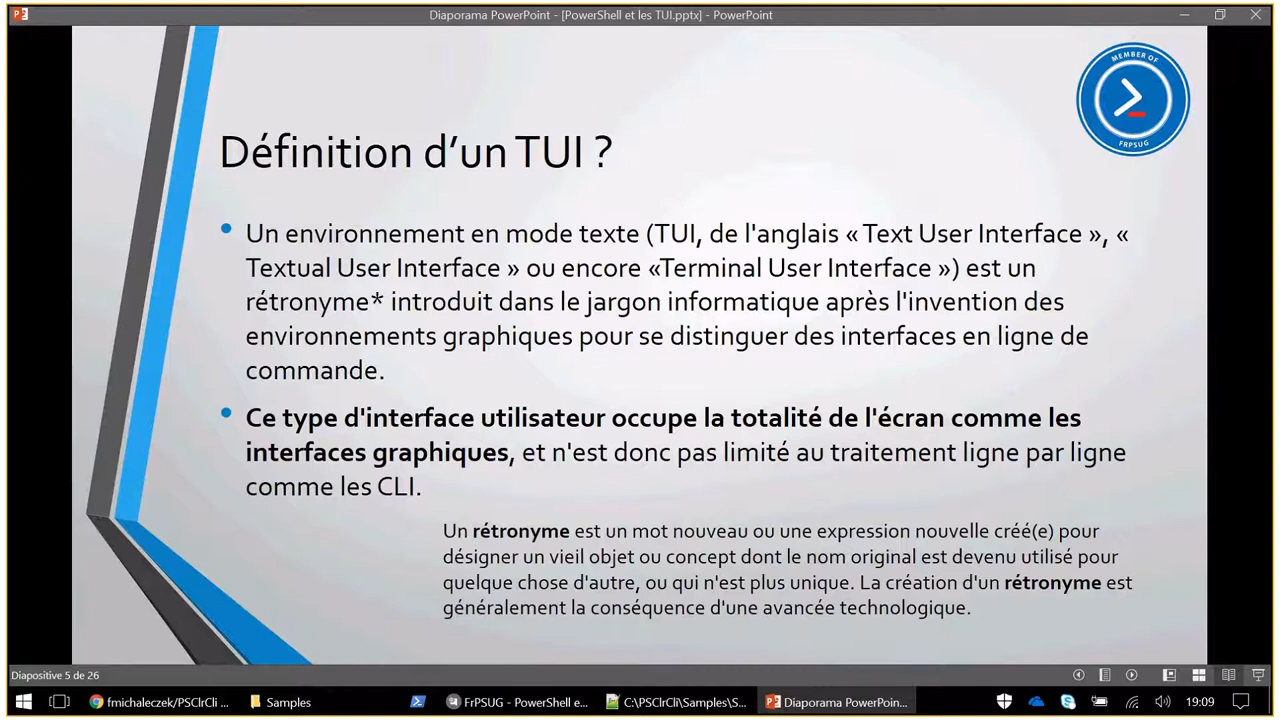 Diaporama PowerPoint - [PowerShell et les TUI.pptx] - PowerPoint
MEMBER OF
FRPSUG
Définition d’un TUI ?
Un environnement en mode texte (TUI, de l'anglais « Text User Interface », «
Textual User Interface » ou encore «Terminal User Interface ») est un
rétronyme* introduit dans le jargon informatique après l'invention des
environnements graphiques pour se distinguer des interfaces en ligne de
commande.
Ce type d'interface utilisateur occupe la totalité de l'écran comme les
interfaces graphiques, et n'est donc pas limité au traitement ligne par ligne
comme les CLI.
Un rétronyme est un mot nouveau ou une expression nouvelle créé(e) pour
désigner un vieil objet ou concept dont le nom original est devenu utilisé pour
quelque chose d'autre, ou qui n'est plus unique. La création d'un rétronyme est
généralement la conséquence d'une avancée technologique.
Diapositive 5 de 26
fmichaleczek/PSClrCli ...
Samples
FrPSUG - PowerShell e...
C:\PSClrCli\Samples\S...
Diaporama PowerPoin...
19:09